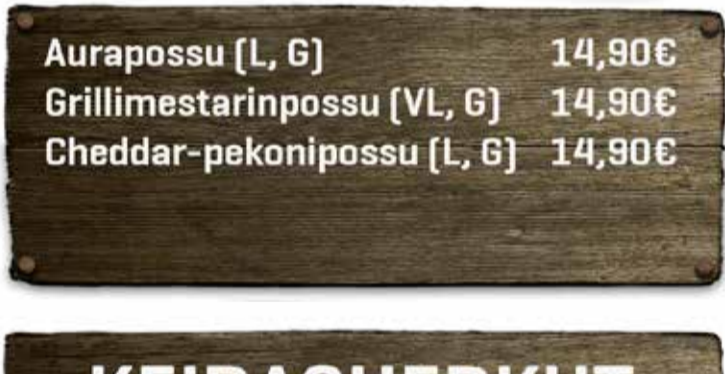 Aurapossu (L, G) 14,90€
Grillimestarinpossu (VL, G) 14,90€
Cheddar-pekonipossu (L, G) 14,90€